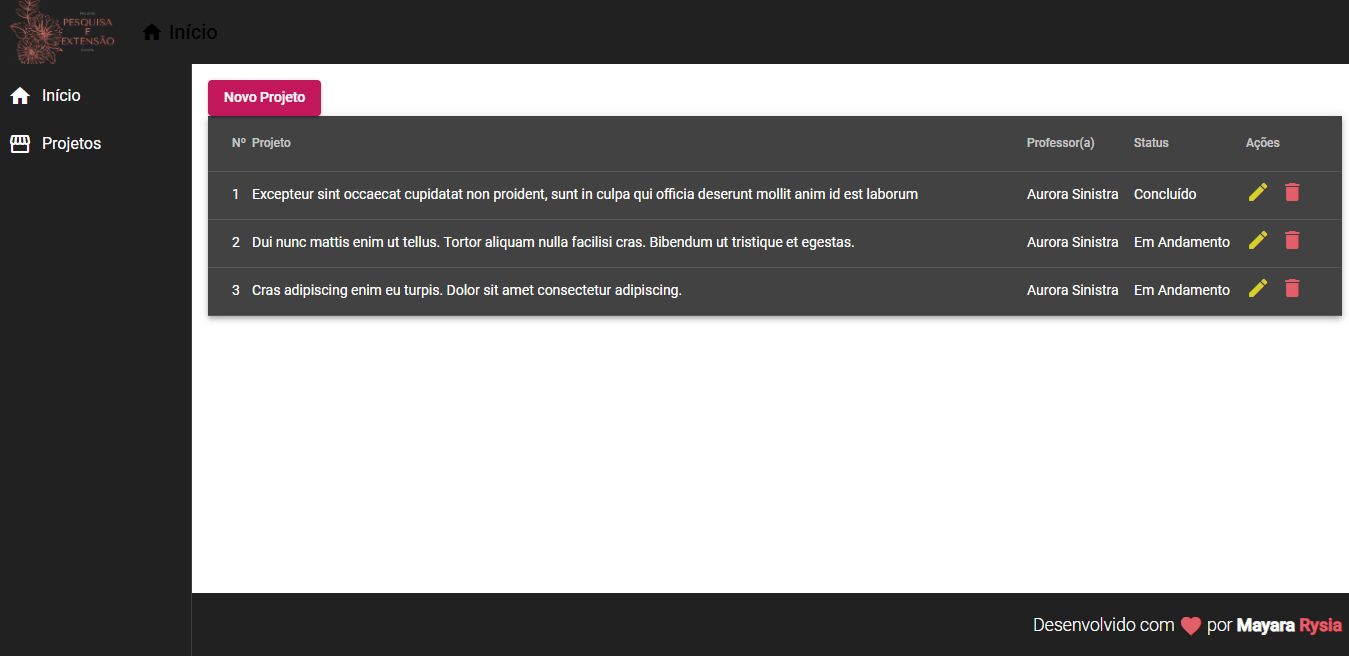 PESQUISA
E
EXTENSÃO
Início
Início
Projetos
Novo Projeto
Nº Projeto Professor(a) Status Ações
1 Excepteur sint occaecat cupidatat non proident, sunt in culpa qui officia deserunt mollit anim id est laborum Aurora Sinistra Concluído
2 Dui nunc mattis enim ut tellus. Tortor aliquam nulla facilisi cras. Bibendum ut tristique et egestas. Aurora Sinistra Em Andamento
3 Cras adipiscing enim eu turpis. Dolor sit amet consectetur adipiscing. Aurora Sinistra Em Andamento
Desenvolvido com por Mayara Rysia